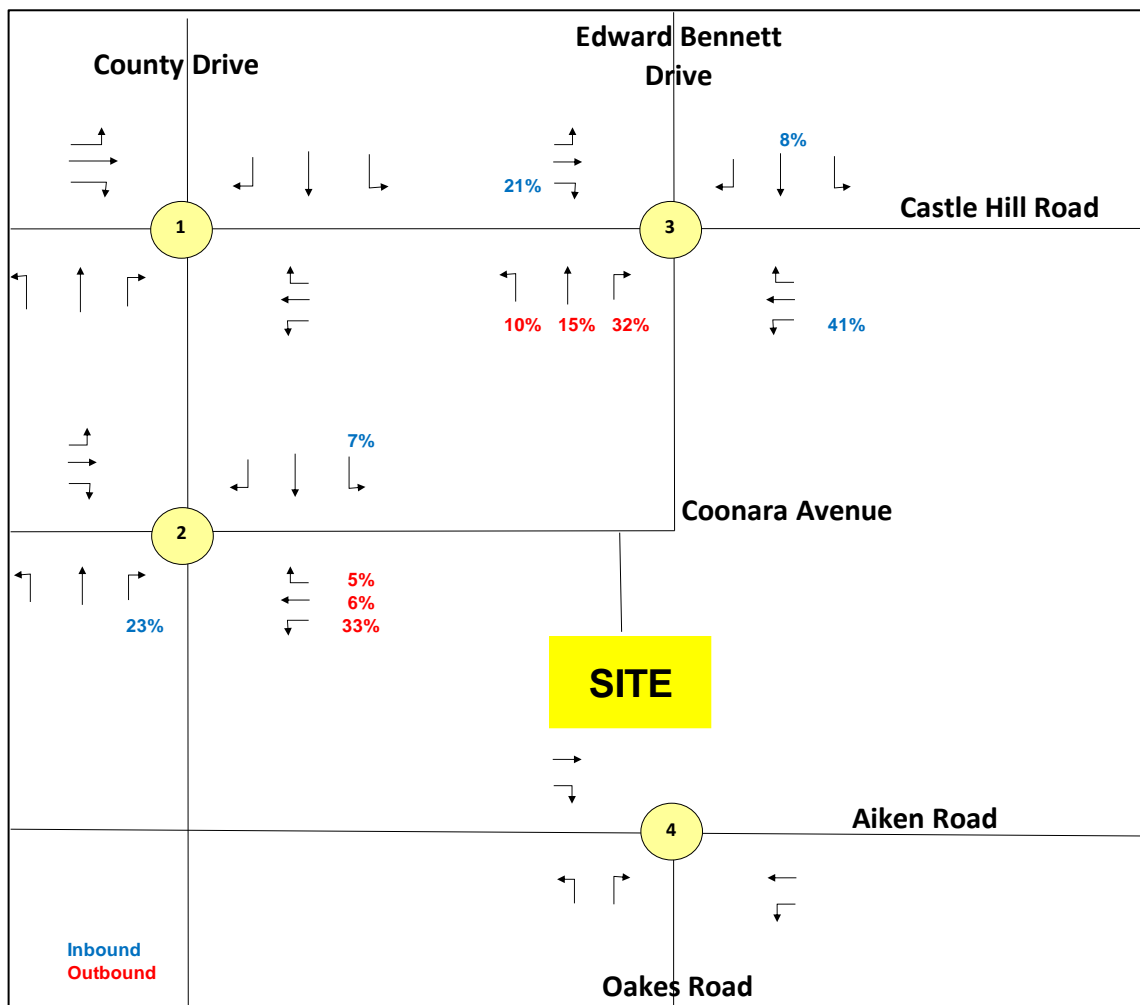 County Drive
Edward Bennett
Drive
8%
21%
Castle Hill Road
1
3
10% 15% 32%
41%
7%
Coonara Avenue
2
5%
6%
23%
33%
SITE
Aiken Road
4
Inbound
Outbound
Oakes Road